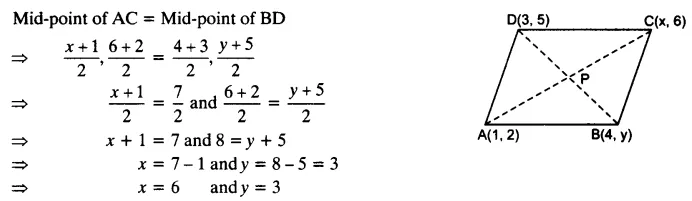 Mid-point of AC = Mid-point of BD
⇒ (x + 1)/2, (6 + 2)/2 = (4 + 3)/2, (y + 5)/2
⇒ (x + 1)/2 = 7/2 and (6 + 2)/2 = (y + 5)/2
⇒ x + 1 = 7 and 8 = y + 5
⇒ x = 7 – 1 and y = 8 – 5 = 3
⇒ x = 6 and y = 3
D(3, 5) C(x, 6)
P
A(1, 2) B(4, y)